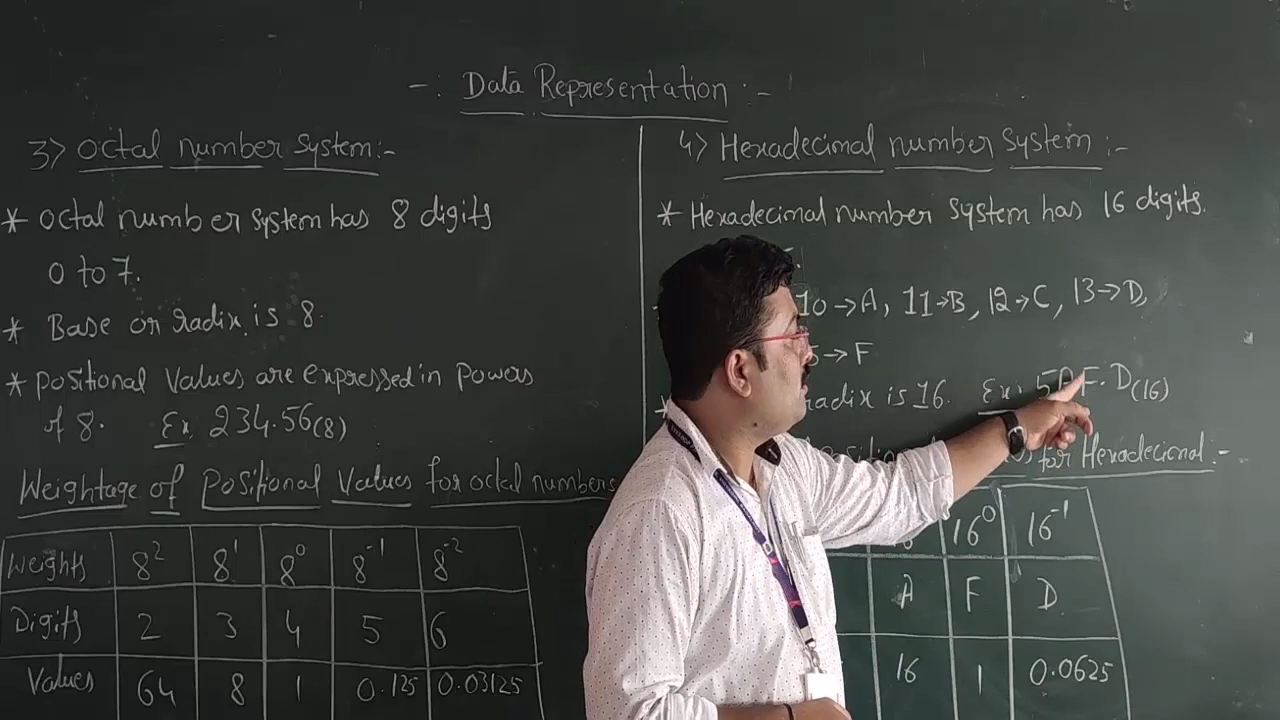 -: Data Representation :-
3> Octal number System:-
* Octal number System has 8 digits
0 to 7.
* Base or radix is 8.
* Positional Values are expressed in Powers
of 8. Ex. 234.56(8)
Weightage of Positional Values for octal numbers
Weights 8² 8¹ 8⁰ 8⁻¹ 8⁻²
Digits 2 3 4 5 6
Values 64 8 1 0.125 0.03125
4> Hexadecimal number System :-
* Hexadecimal number System has 16 digits.
10→A, 11→B, 12→C, 13→D,
→F
radix is 16. Ex: 5AF.D(16)
for Hexadecimal:-
16⁰ 16⁻¹
A F D
16 1 0.0625